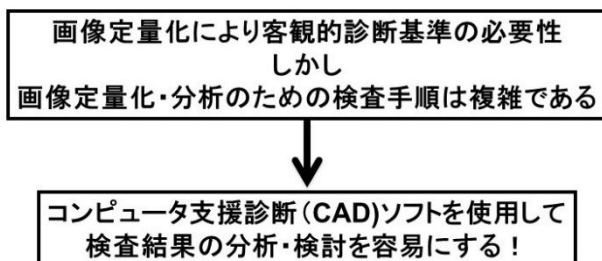 画像定量化により客観的診断基準の必要性
しかし
画像定量化・分析のための検査手順は複雑である
コンピュータ支援診断(CAD)ソフトを使用して
検査結果の分析・検討を容易にする！